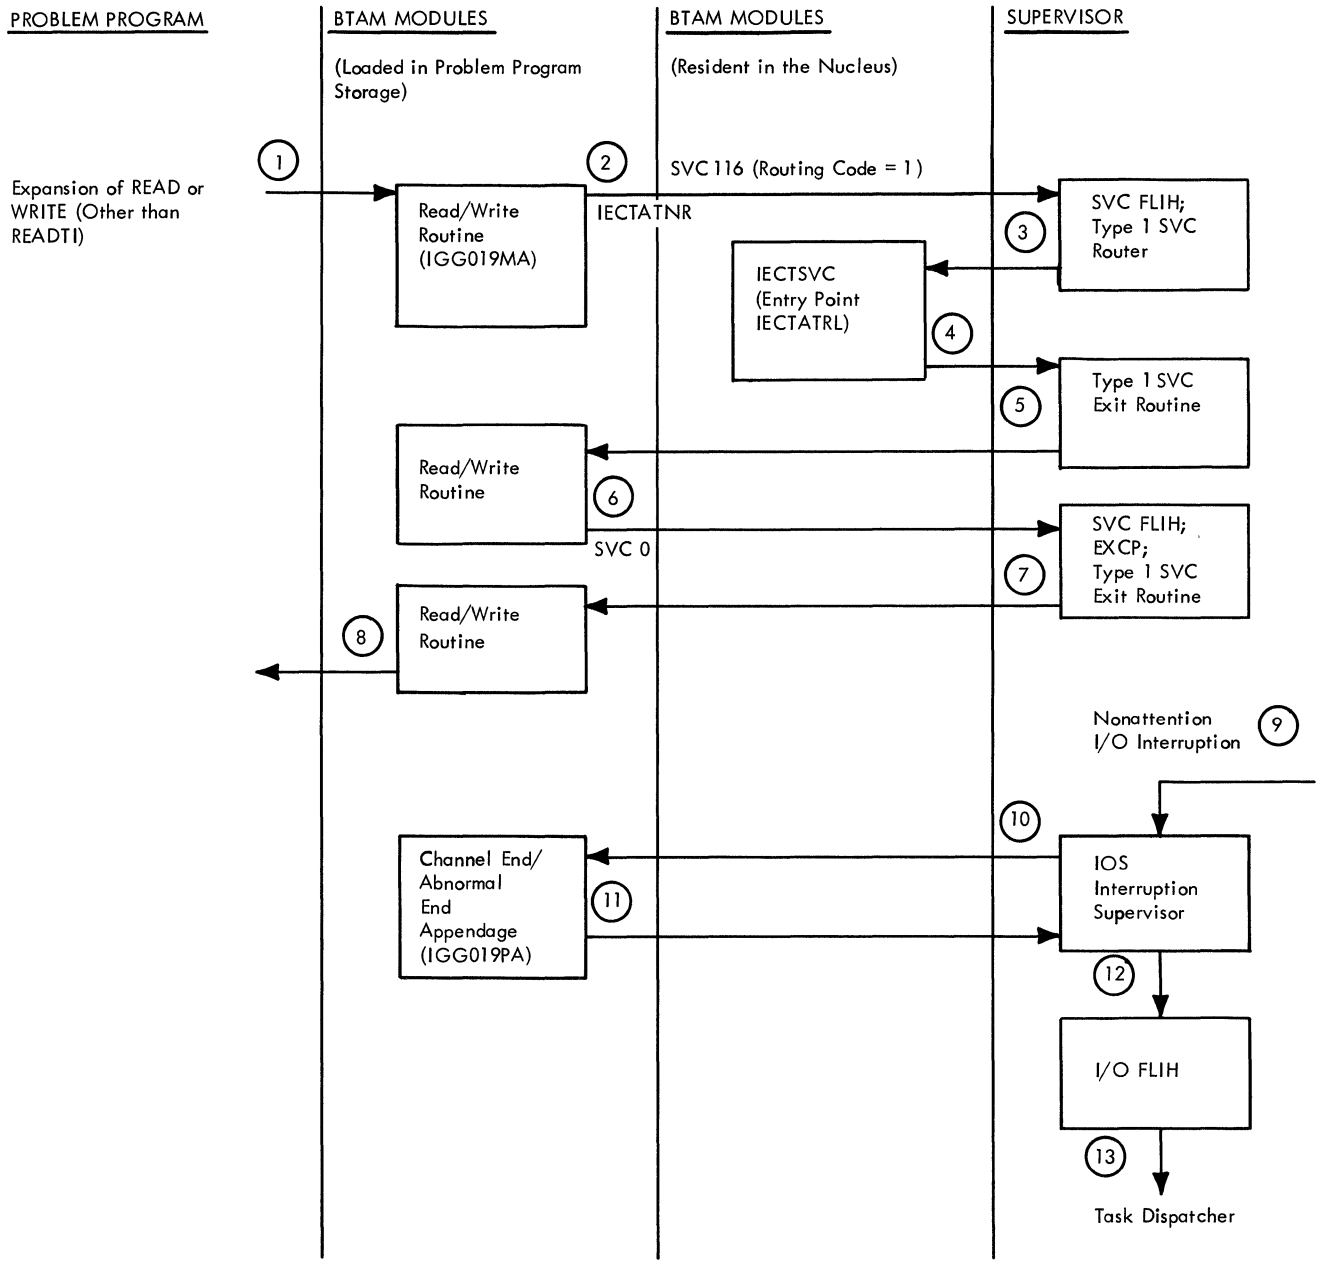 PROBLEM PROGRAM
BTAM MODULES
BTAM MODULES
SUPERVISOR
(Loaded in Problem Program
Storage)
(Resident in the Nucleus)
1
2
SVC 116 (Routing Code = 1)
Expansion of READ or
WRITE (Other than
READTI)
Read/Write
Routine
(IGG019MA)
IECTATNR
SVC FLIH;
Type 1 SVC
Router
3
IECTSVC
(Entry Point
IECTATRL)
4
Type 1 SVC
Exit Routine
5
Read/Write
Routine
6
SVC 0
SVC FLIH;
EXCP;
Type 1 SVC
Exit Routine
7
Read/Write
Routine
8
Nonattention
I/O Interruption
9
10
Channel End/
Abnormal
End
Appendage
(IGG019PA)
11
IOS
Interruption
Supervisor
12
I/O FLIH
13
Task Dispatcher